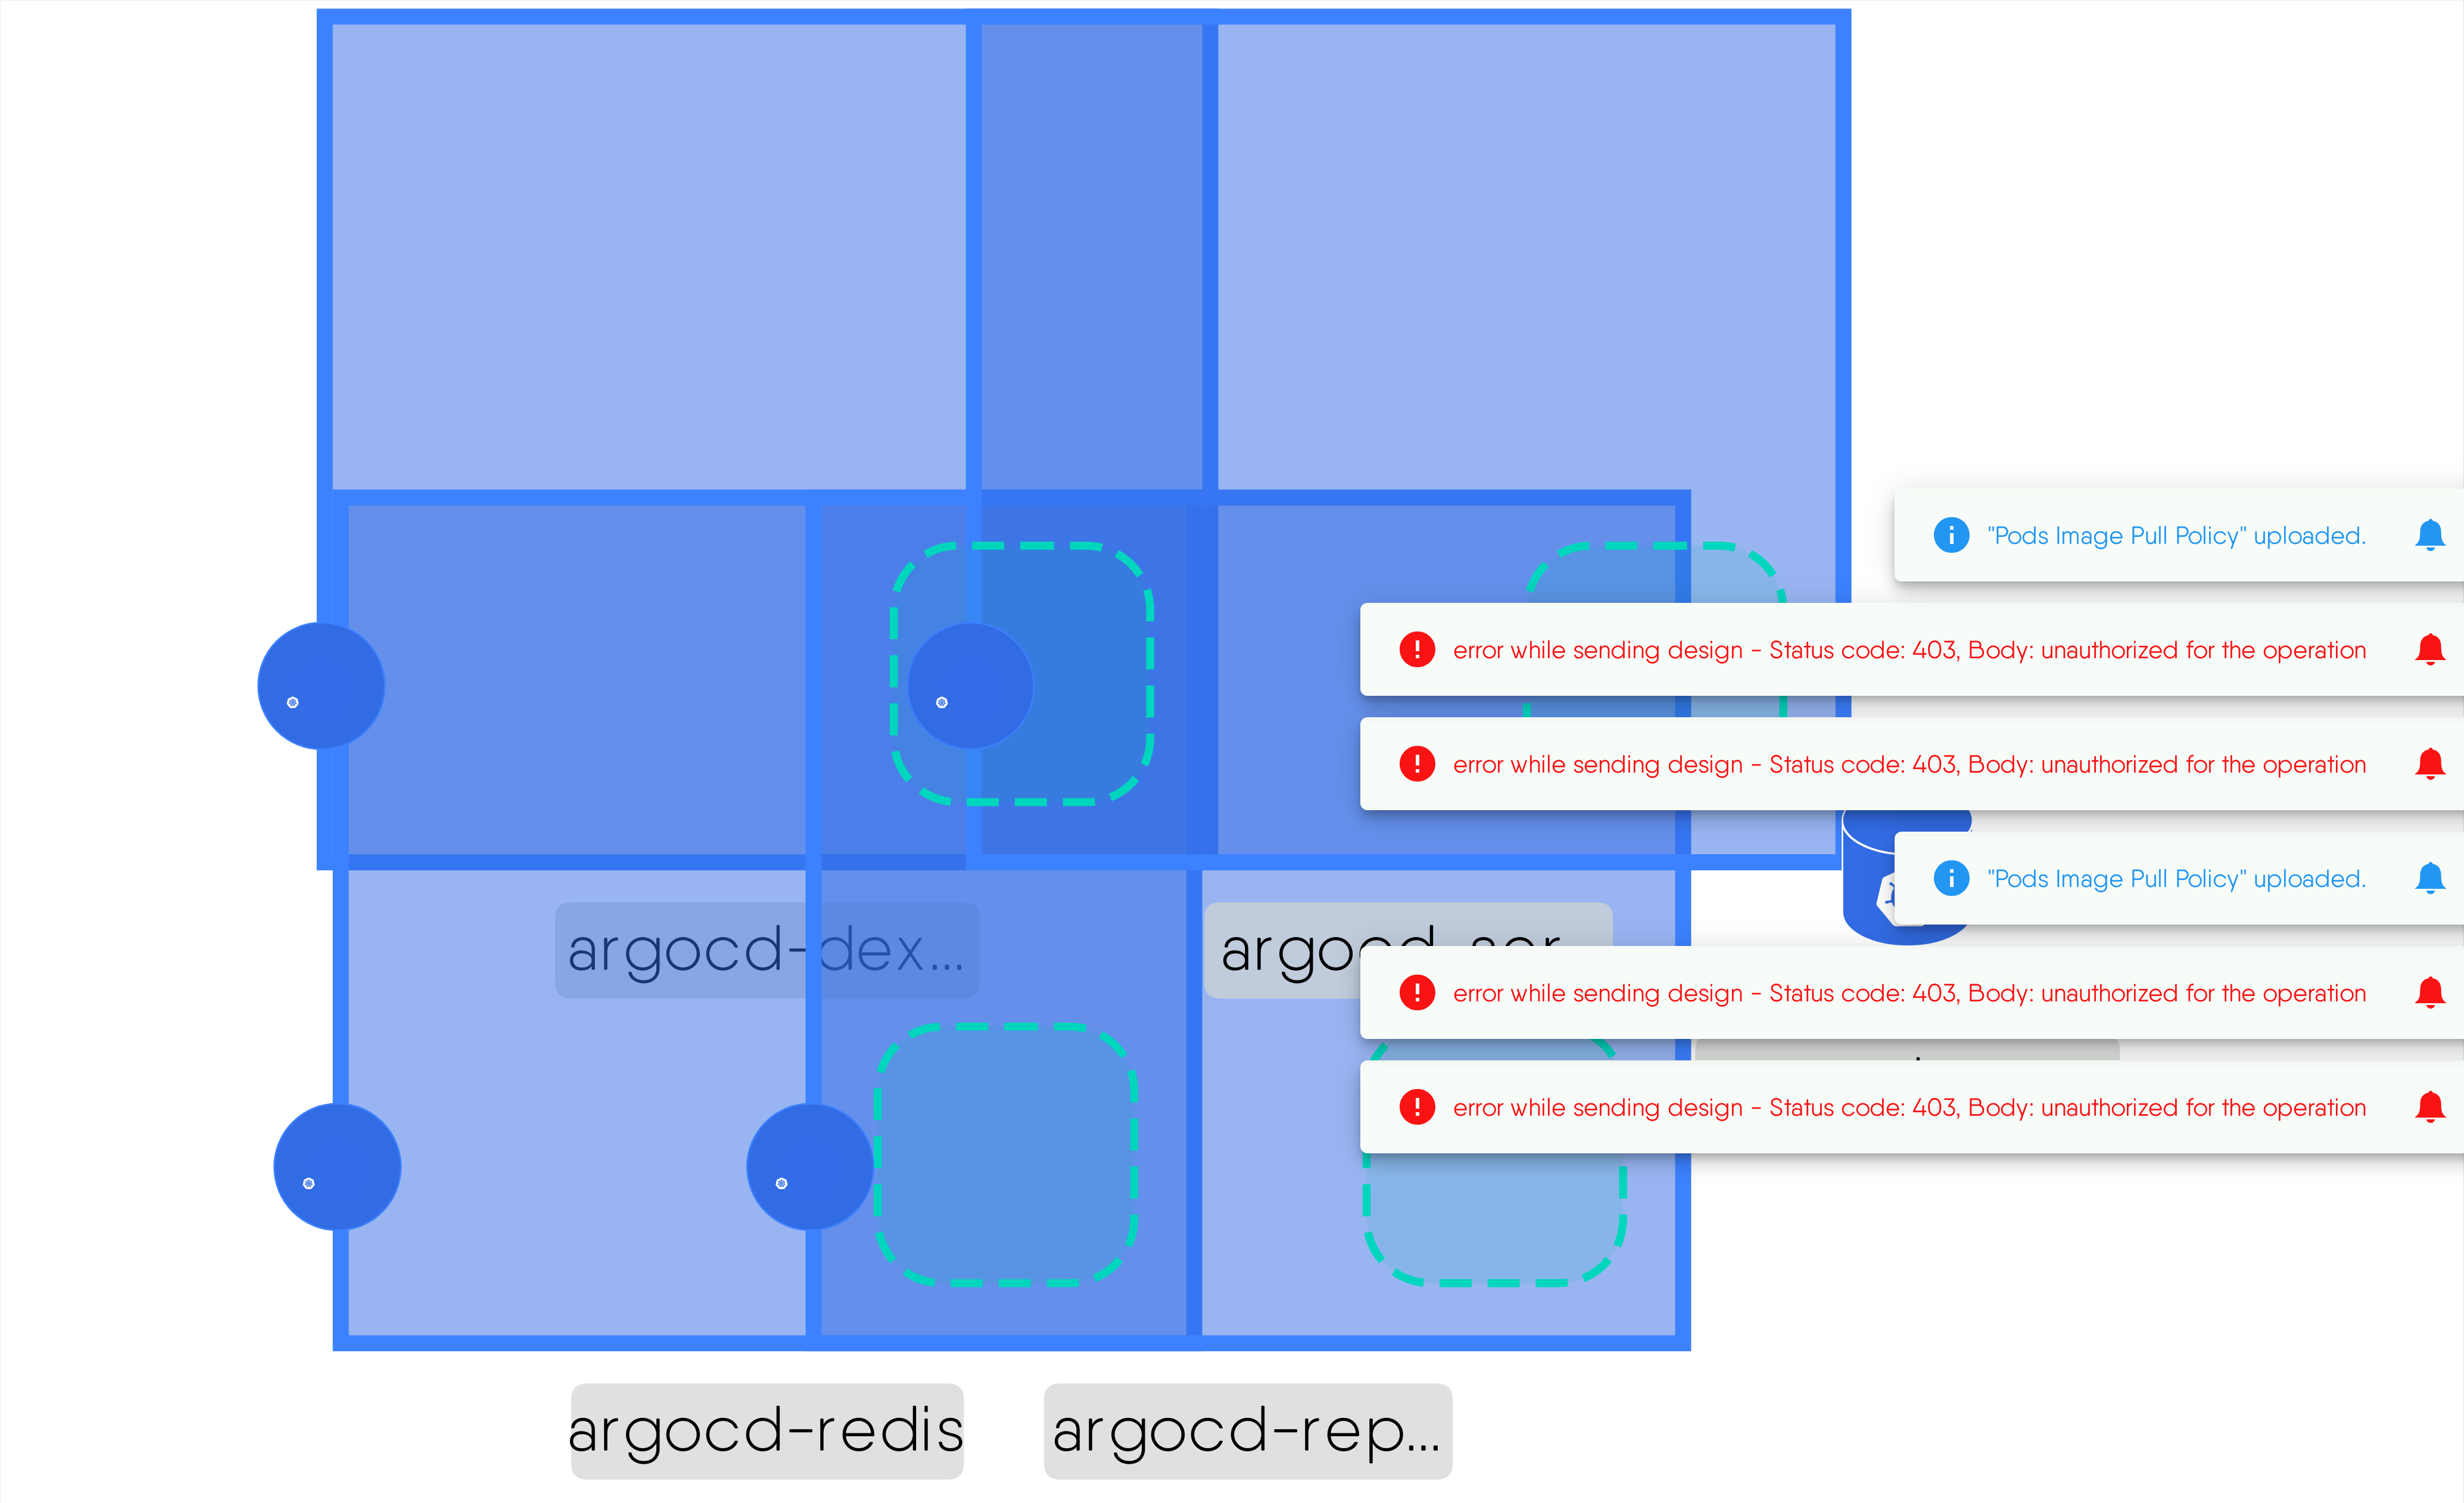 "Pods Image Pull Policy" uploaded.
error while sending design - Status code: 403, Body: unauthorized for the operation
error while sending design - Status code: 403, Body: unauthorized for the operation
"Pods Image Pull Policy" uploaded.
argocd-dex...
error while sending design - Status code: 403, Body: unauthorized for the operation
error while sending design - Status code: 403, Body: unauthorized for the operation
argocd-redis
argocd-rep...